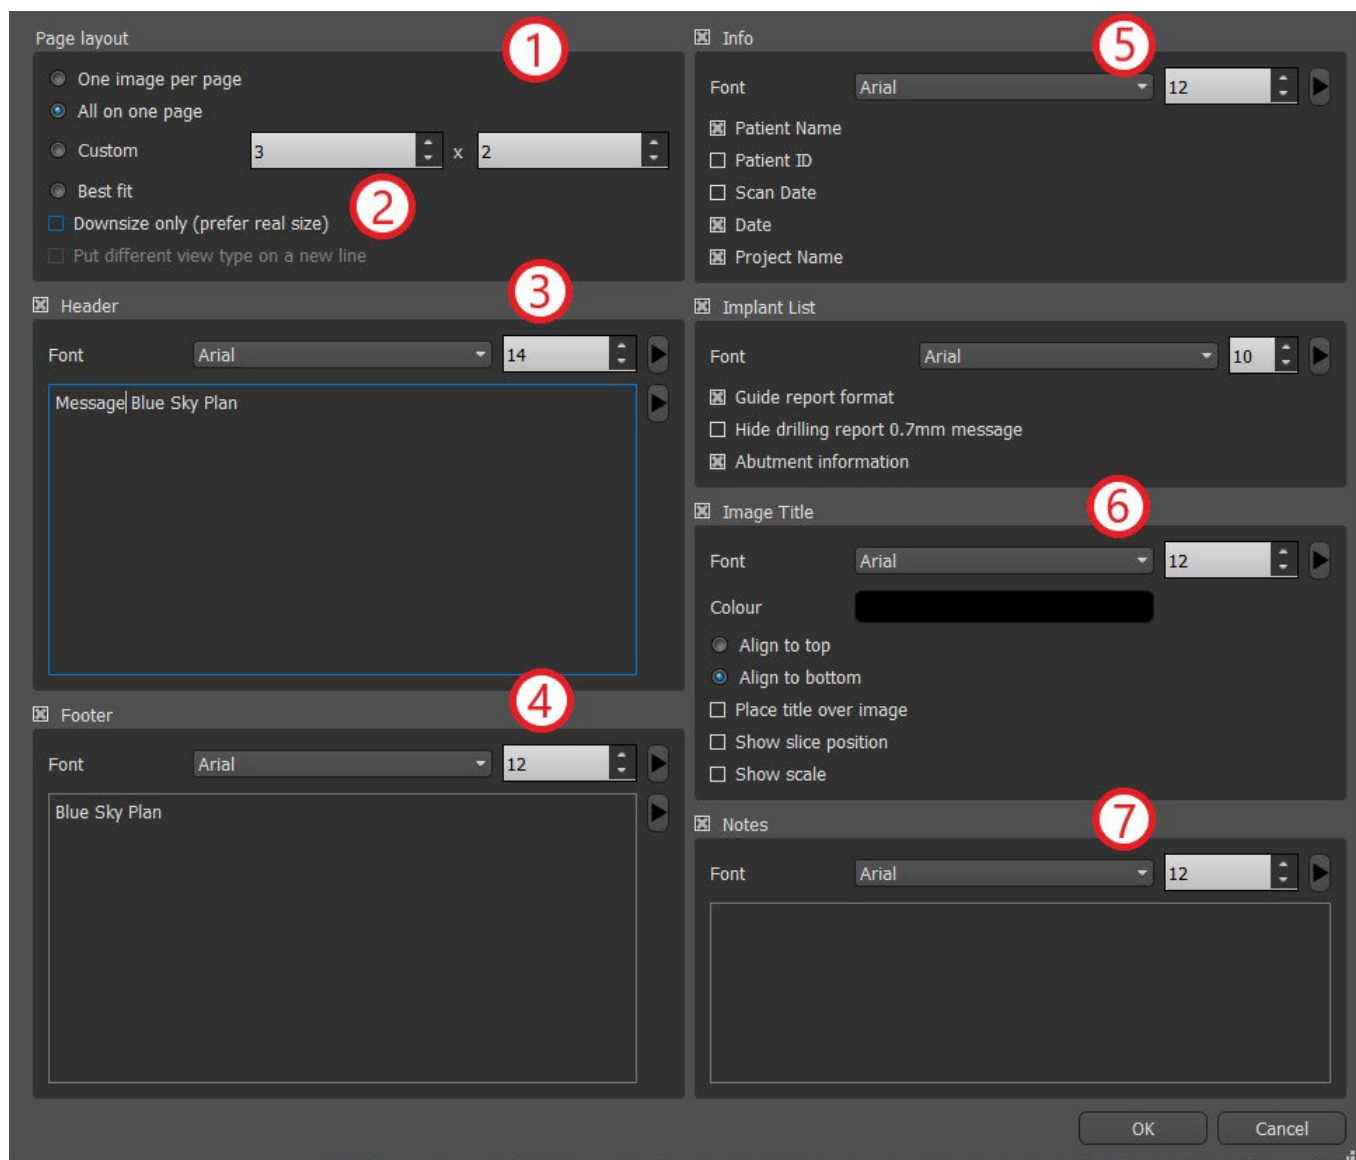 Page layout
1
One image per page
All on one page
Custom 3 x 2
Best fit
2
Downsize only (prefer real size)
Put different view type on a new line
3
Header
Font Arial 14
Message Blue Sky Plan
4
Footer
Font Arial 12
Blue Sky Plan
Info
5
Font Arial 12
Patient Name
Patient ID
Scan Date
Date
Project Name
Implant List
Font Arial 10
Guide report format
Hide drilling report 0.7mm message
Abutment information
6
Image Title
Font Arial 12
Colour
Align to top
Align to bottom
Place title over image
Show slice position
Show scale
7
Notes
Font Arial 12
OK Cancel